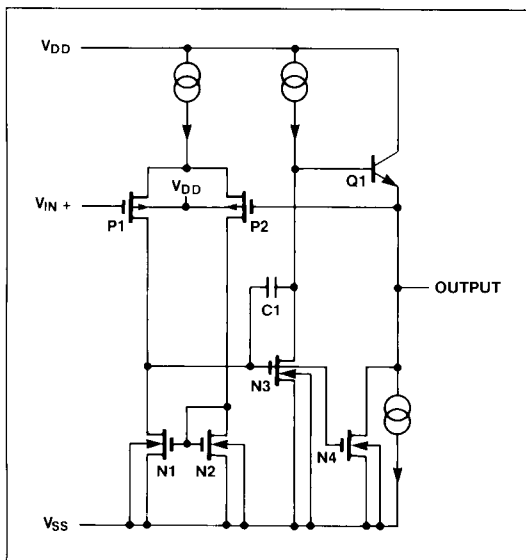 VDD
VDD
Q1
VIN +
P1
P2
C1
OUTPUT
N3
N4
N1
N2
VSS